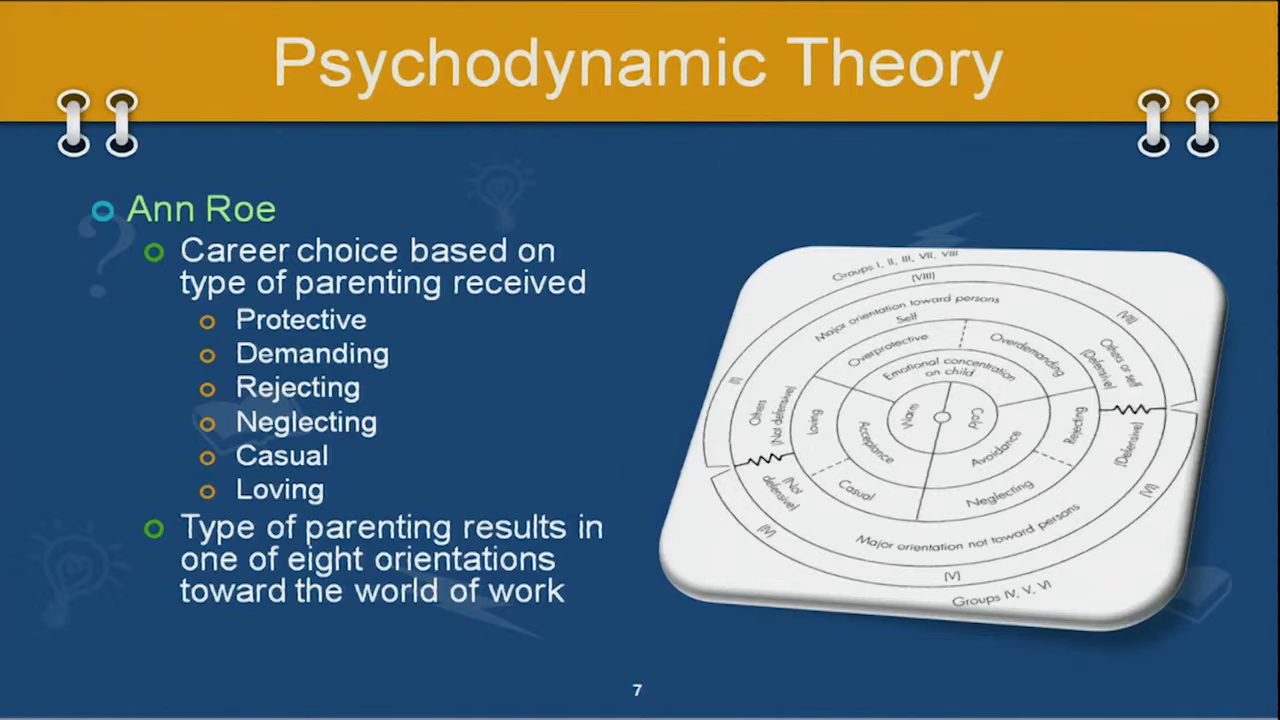 Psychodynamic Theory
Ann Roe
Career choice based on
type of parenting received
Protective
Demanding
Rejecting
Neglecting
Casual
Loving
Type of parenting results in
one of eight orientations
toward the world of work
Groups I, II, III, VII, VIII
(VIII)
Major orientation toward persons
Self
(VII)
Overprotective
Overdemanding
Others or self
(Defensive)
Emotional concentration
on child
(I)
Others
(Not defensive)
Loving
Acceptance
Warm
Cold
Avoidance
Rejecting
(Defensive)
(Not
defensive)
Casual
Neglecting
(VI)
(IV)
Major orientation not toward persons
(V)
Groups IV, V, VI
7